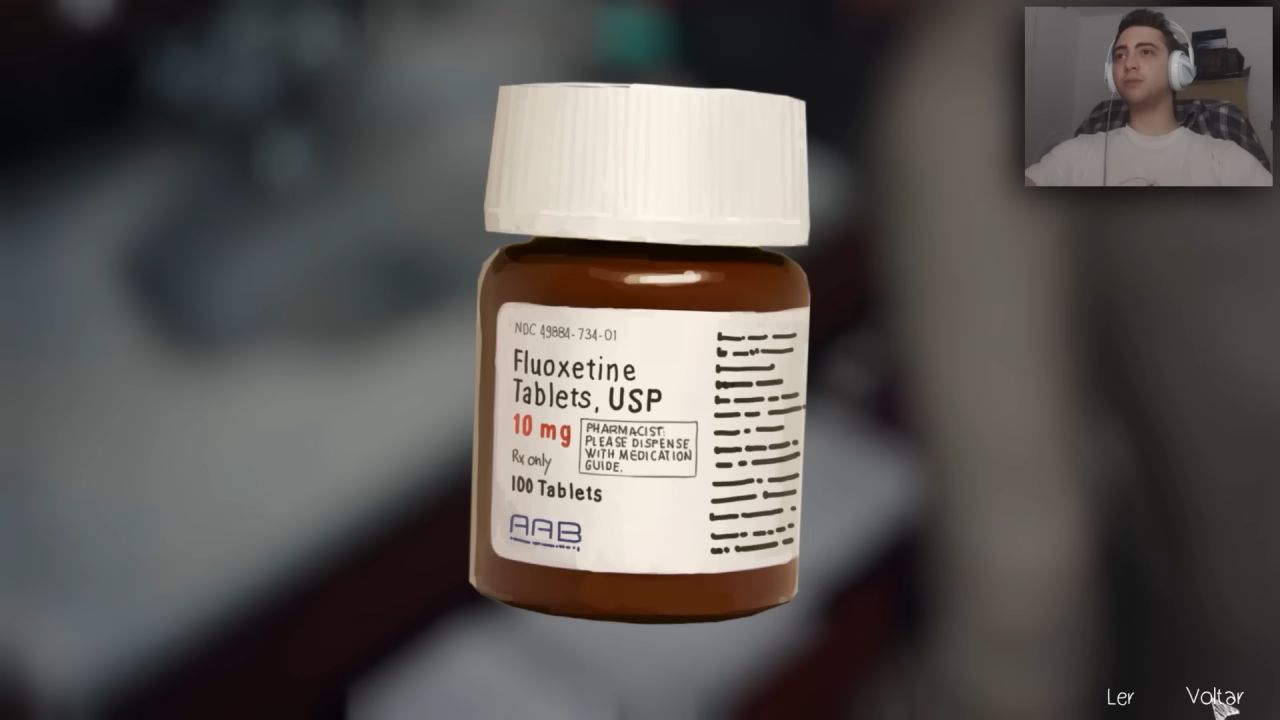 NDC 49884-734-01
Fluoxetine
Tablets, USP
10 mg
PHARMACIST:
PLEASE DISPENSE
WITH MEDICATION
GUIDE.
Rx only
100 Tablets
AAB
Ler
Voltar